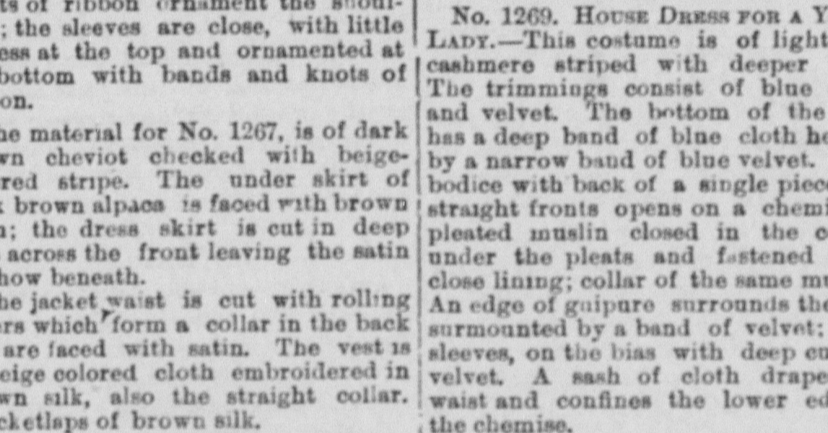 ts of ribbon ornament the shoul-
; the sleeves are close, with little
ess at the top and ornamented at
bottom with bands and knots of
on.
he material for No. 1267, is of dark
wn cheviot checked with beige-
red stripe. The under skirt of
brown alpaca is faced with brown
; the dress skirt is cut in deep
across the front leaving the satin
how beneath.
he jacket waist is cut with rolling
rs which form a collar in the back
are faced with satin. The vest is
eige colored cloth embroidered in
wn silk, also the straight collar.
cketlaps of brown silk.
No. 1269. HOUSE DRESS FOR A Y
LADY.—This costume is of light
cashmere striped with deeper
The trimmings consist of blue
and velvet. The bottom of the
has a deep band of blue cloth he
by a narrow band of blue velvet.
bodice with back of a single piece
straight fronts opens on a chemi
pleated muslin closed in the c
under the pleats and fastened
close lining; collar of the same mu
An edge of guipure surrounds the
surmounted by a band of velvet;
sleeves, on the bias with deep cu
velvet. A sash of cloth drape
waist and confines the lower ed
the chemise.